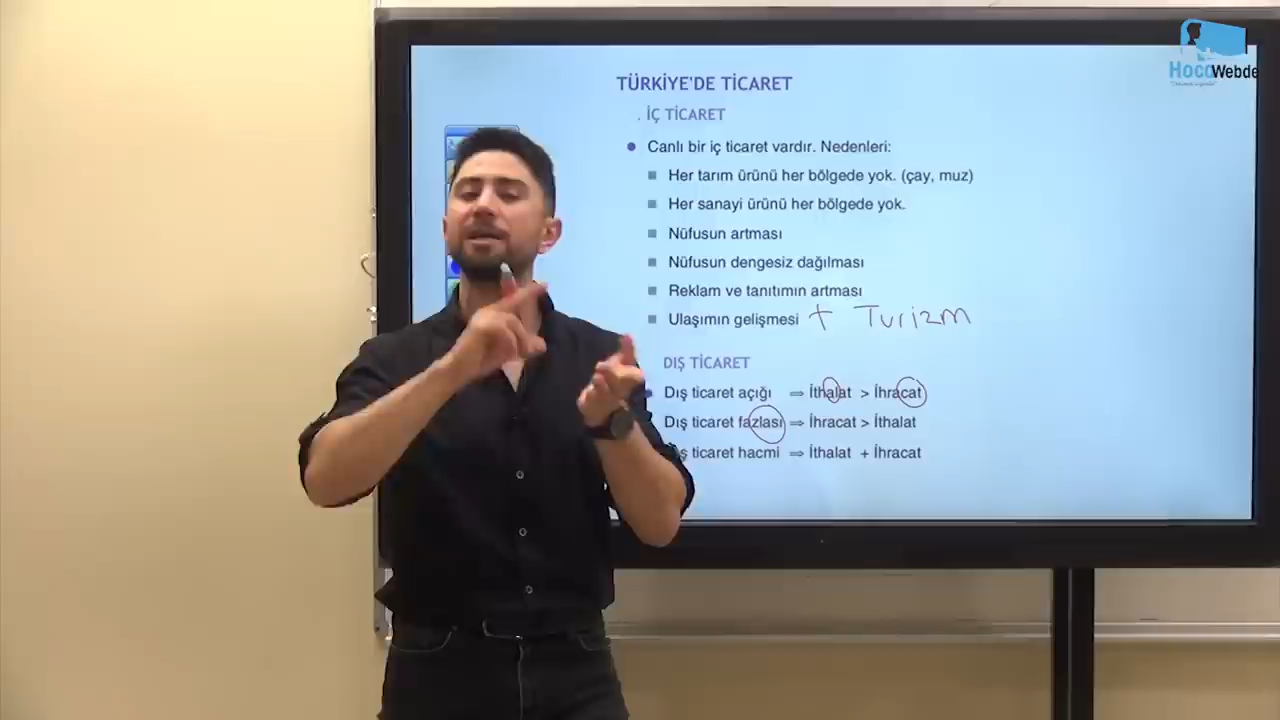 HocaWebde
TÜRKİYE'DE TİCARET
. İÇ TİCARET
● Canlı bir iç ticaret vardır. Nedenleri:
■ Her tarım ürünü her bölgede yok. (çay, muz)
■ Her sanayi ürünü her bölgede yok.
■ Nüfusun artması
■ Nüfusun dengesiz dağılması
■ Reklam ve tanıtımın artması
■ Ulaşımın gelişmesi + Turizm
DIŞ TİCARET
Dış ticaret açığı ⇒ İthalat > İhracat
Dış ticaret fazlası ⇒ İhracat > İthalat
ticaret hacmi ⇒ İthalat + İhracat